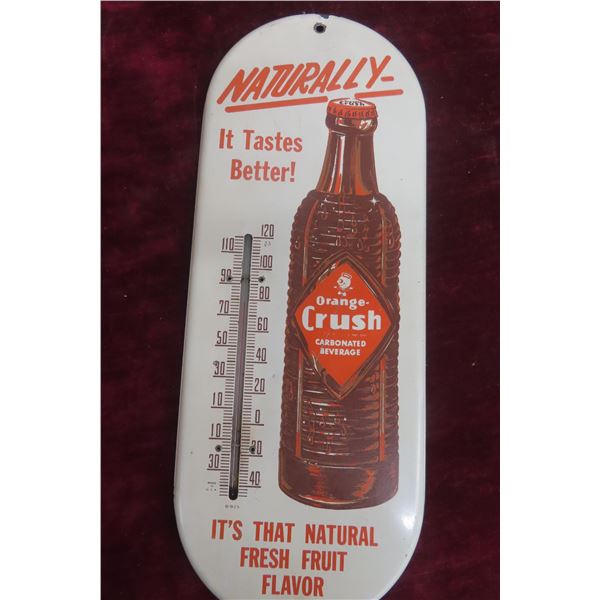 NATURALLY-
It Tastes
Better!
CRUSH
Orange-
Crush
CARBONATED
BEVERAGE
120
110
100
90
80
70
60
50
40
30
20
10
0
10
20
30
40
IT'S THAT NATURAL
FRESH FRUIT
FLAVOR